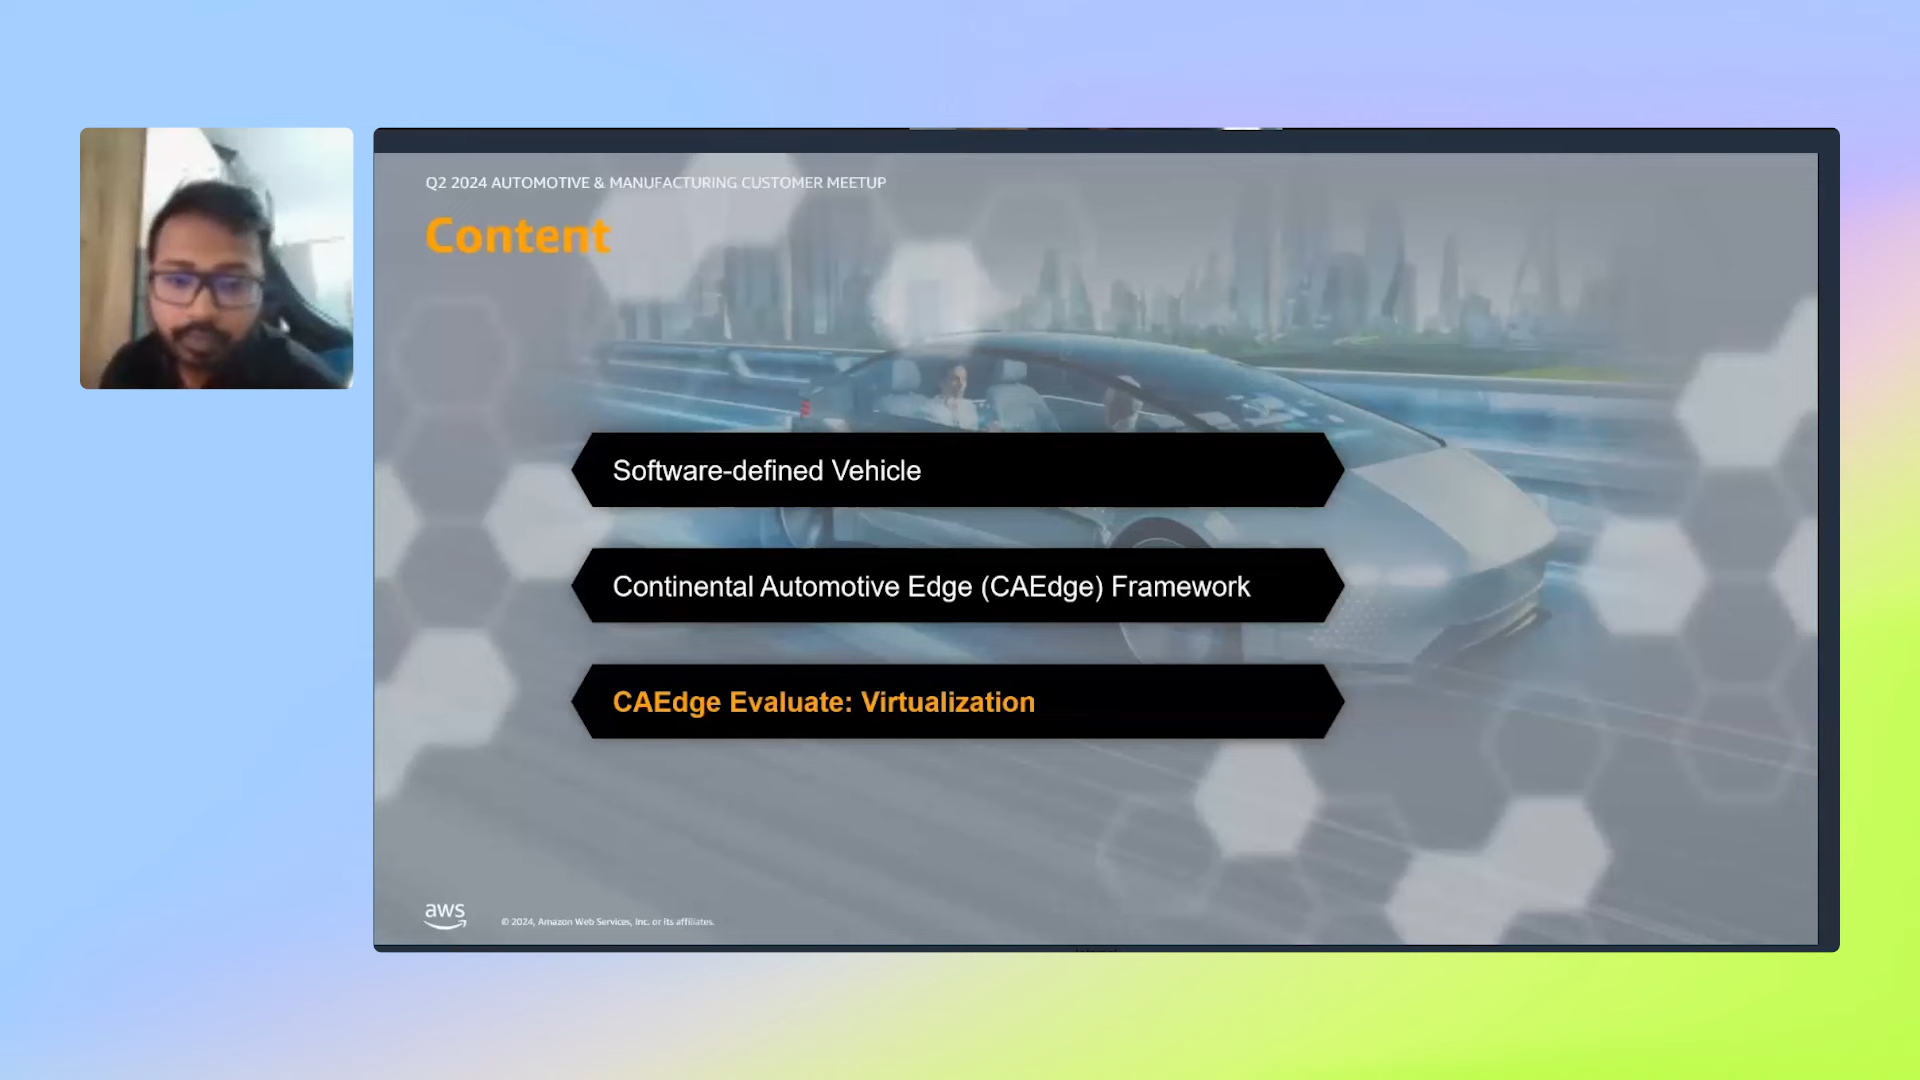 Q2 2024 AUTOMOTIVE & MANUFACTURING CUSTOMER MEETUP
Content
Software-defined Vehicle
Continental Automotive Edge (CAEdge) Framework
CAEdge Evaluate: Virtualization
aws
© 2024, Amazon Web Services, Inc. or its affiliates.